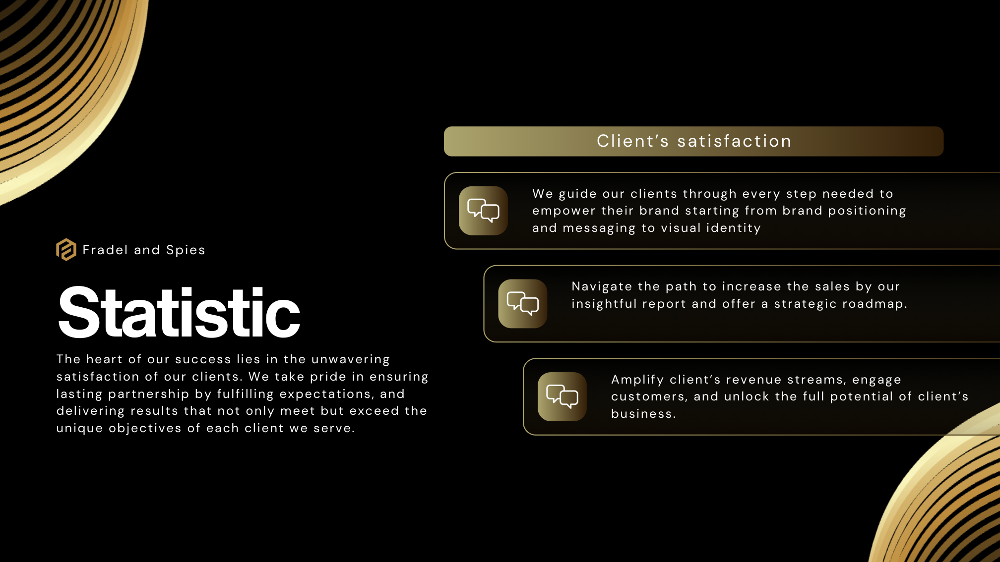 Fradel and Spies
Statistic
The heart of our success lies in the unwavering
satisfaction of our clients. We take pride in ensuring
lasting partnership by fulfilling expectations, and
delivering results that not only meet but exceed the
unique objectives of each client we serve.
Client’s satisfaction
We guide our clients through every step needed to
empower their brand starting from brand positioning
and messaging to visual identity
Navigate the path to increase the sales by our
insightful report and offer a strategic roadmap.
Amplify client’s revenue streams, engage
customers, and unlock the full potential of client’s
business.